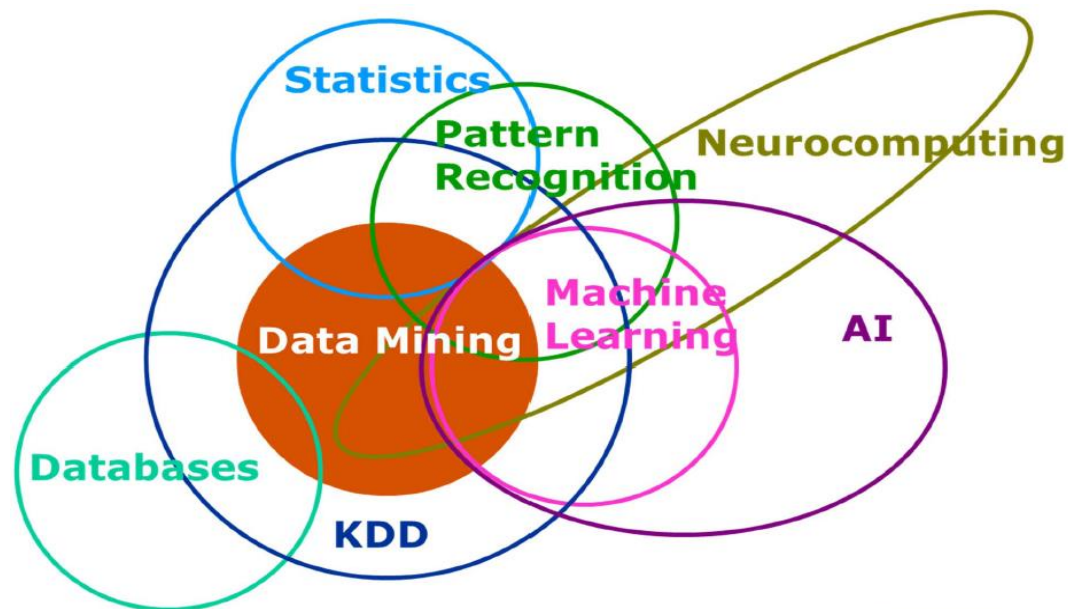 Statistics
Pattern
Recognition
Neurocomputing
Machine
Learning
AI
Data Mining
Databases
KDD